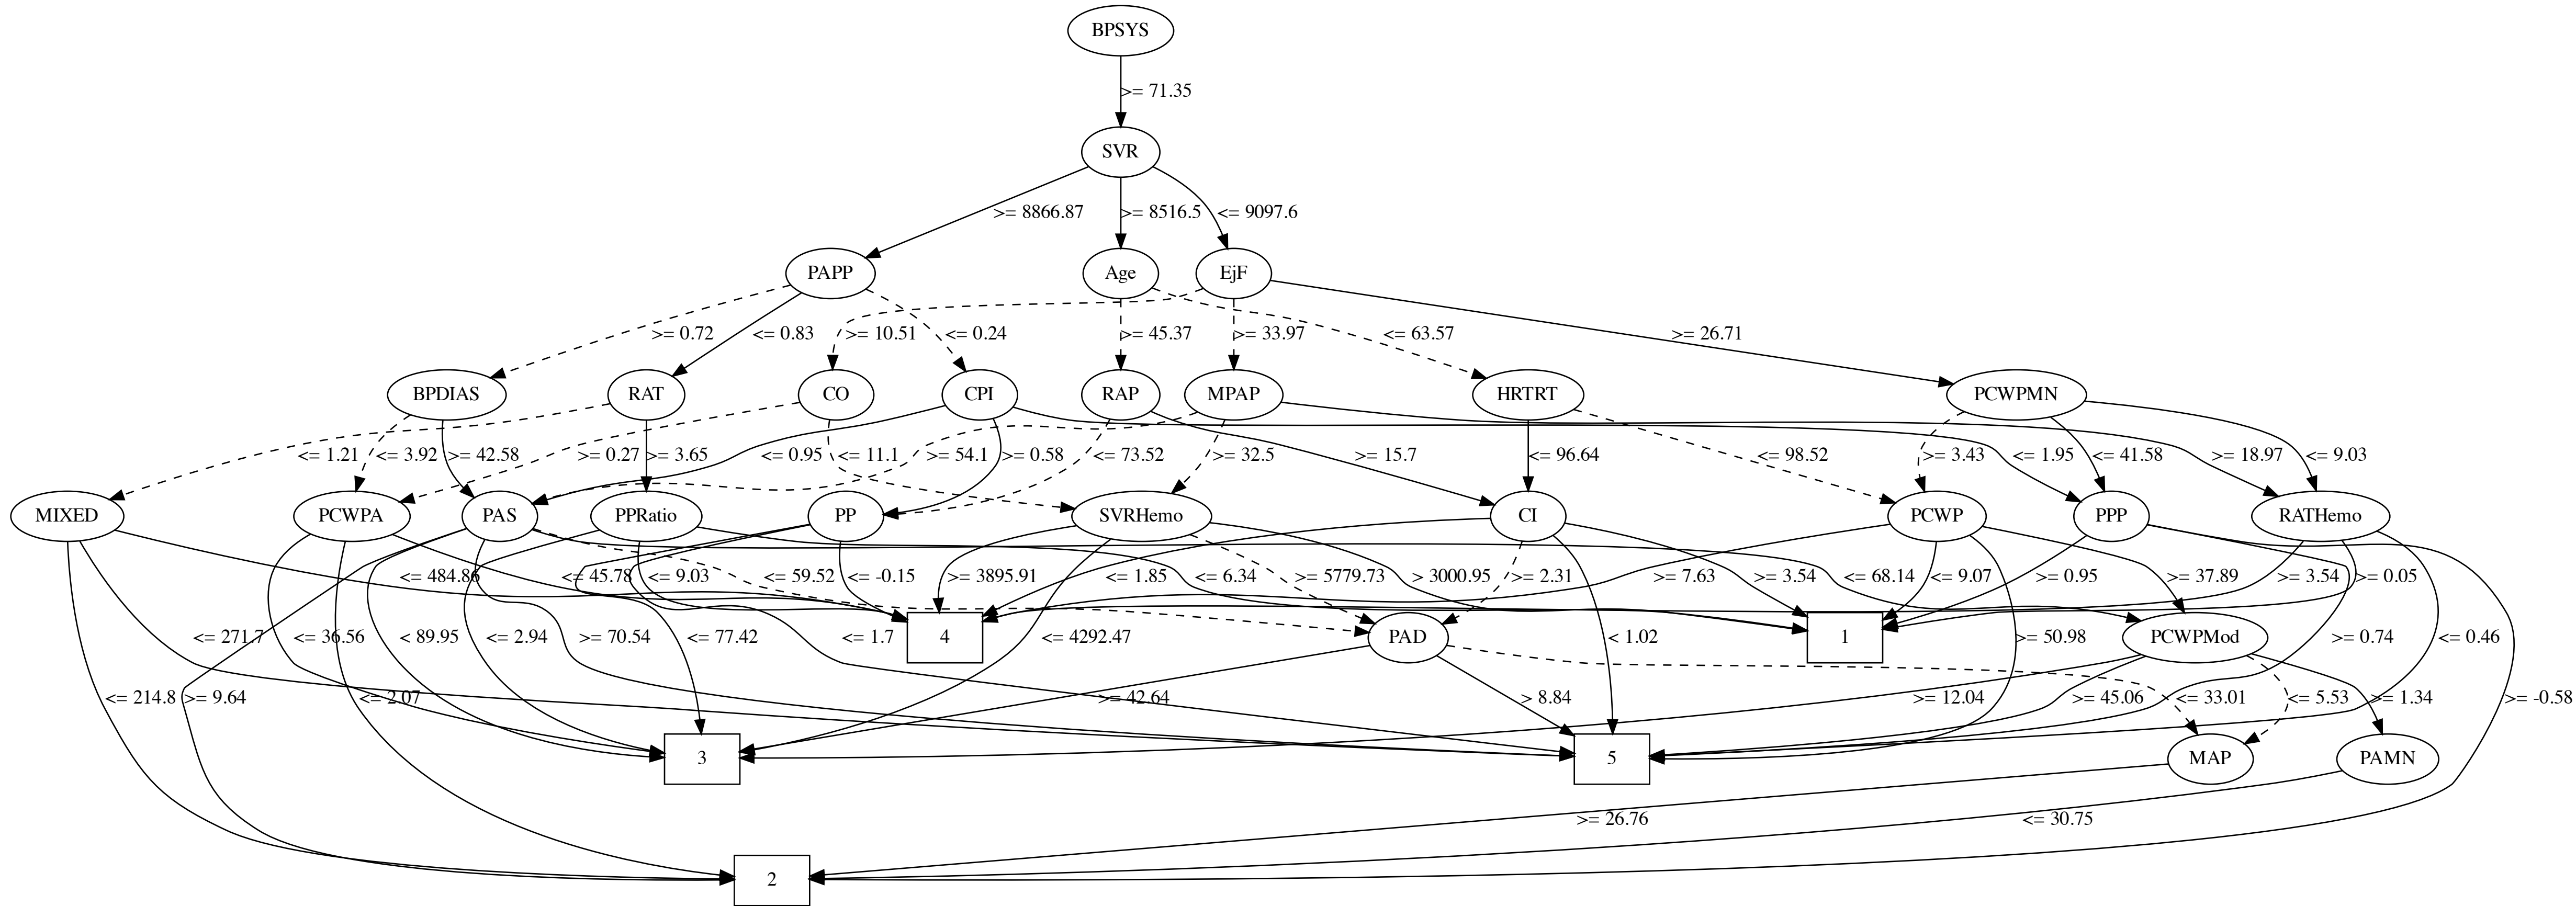 BPSYS
>= 71.35
SVR
>= 8866.87
>= 8516.5
<= 9097.6
PAPP
Age
EjF
>= 0.72
<= 0.83
>= 10.51
<= 0.24
>= 45.37
>= 33.97
<= 63.57
>= 26.71
BPDIAS
RAT
CO
CPI
RAP
MPAP
HRTRT
PCWPMN
<= 1.21
<= 3.92
>= 42.58
>= 0.27
>= 3.65
<= 0.95
<= 11.1
>= 54.1
>= 0.58
<= 73.52
>= 32.5
>= 15.7
<= 96.64
<= 98.52
>= 3.43
<= 1.95
<= 41.58
>= 18.97
<= 9.03
MIXED
PCWPA
PAS
PPRatio
PP
SVRHemo
CI
PCWP
PPP
RATHemo
<= 484.86
<= 45.78
<= 9.03
<= 59.52
<= -0.15
>= 3895.91
<= 1.85
<= 6.34
>= 5779.73
> 3000.95
>= 2.31
>= 7.63
>= 3.54
<= 68.14
<= 9.07
>= 0.95
>= 37.89
>= 3.54
>= 0.05
<= 271.7
<= 36.56
< 89.95
<= 2.94
>= 70.54
<= 77.42
<= 1.7
4
<= 4292.47
PAD
< 1.02
1
>= 50.98
PCWPMod
>= 0.74
<= 0.46
<= 214.8
>= 9.64
<= 2.07
>= 42.64
> 8.84
>= 12.04
>= 45.06
<= 33.01
<= 5.53
>= 1.34
>= -0.58
3
5
MAP
PAMN
>= 26.76
<= 30.75
2